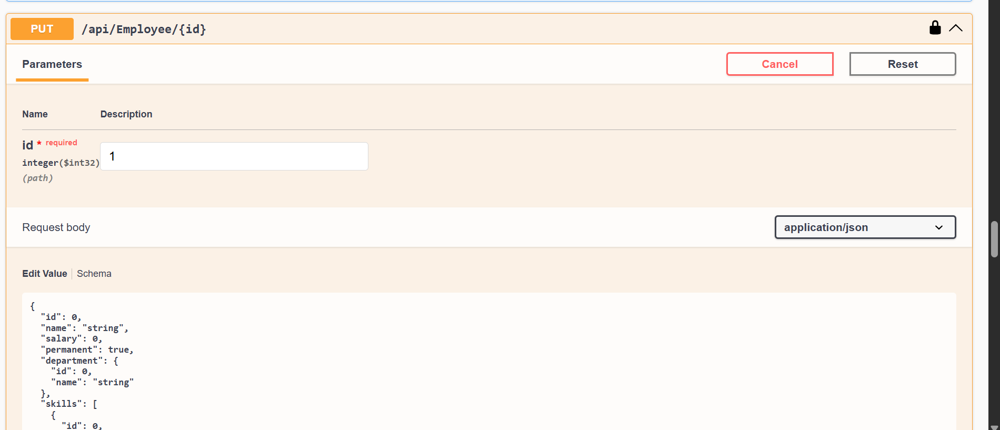 PUT /api/Employee/{id}
Parameters Cancel Reset
Name Description
id * required
integer($int32) 1
(path)
Request body application/json
Edit Value Schema
{
  "id": 0,
  "name": "string",
  "salary": 0,
  "permanent": true,
  "department": {
    "id": 0,
    "name": "string"
  },
  "skills": [
    {
      "id": 0,